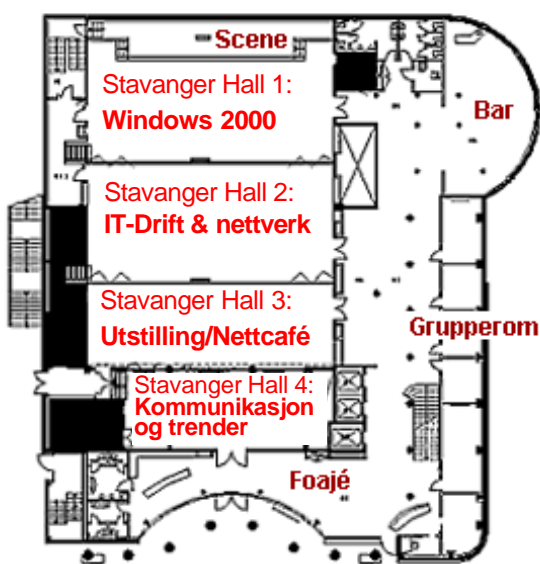 Scene
Stavanger Hall 1:
Windows 2000
Bar
Stavanger Hall 2:
IT-Drift & nettverk
Stavanger Hall 3:
Utstilling/Nettcafé
Grupperom
Stavanger Hall 4:
Kommunikasjon
og trender
Foajé